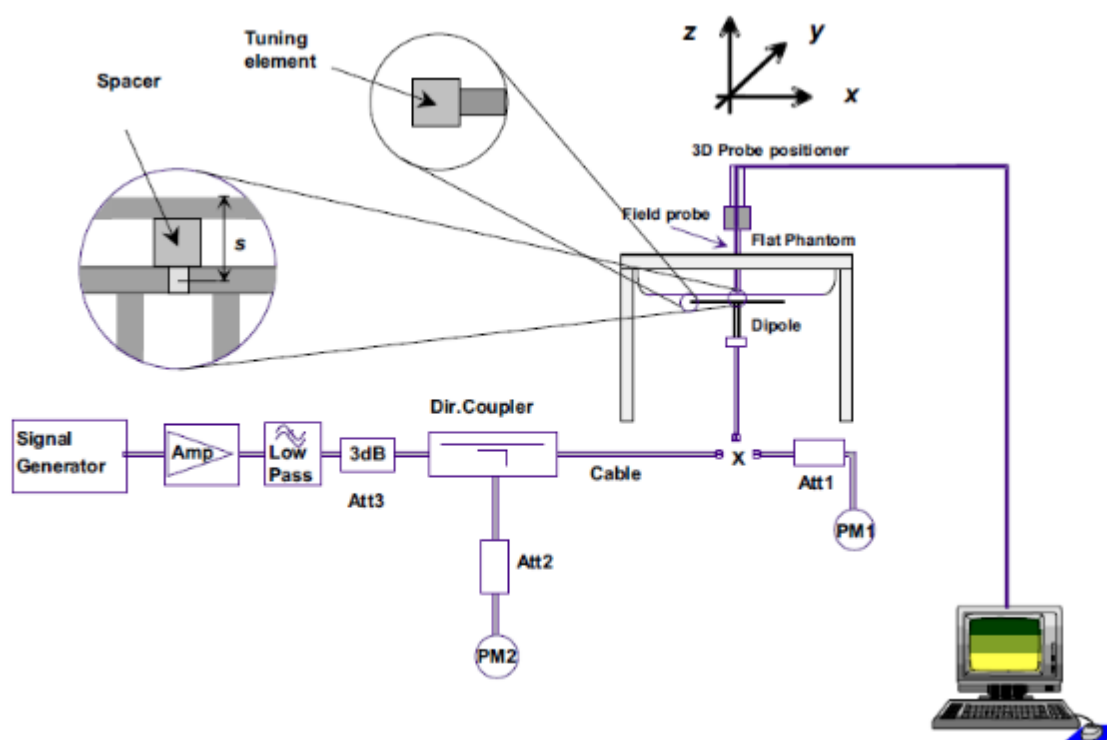 Tuning
element
Spacer
z
y
x
3D Probe positioner
Field probe
Flat Phantom
s
Dipole
Dir.Coupler
Signal
Generator
Amp
Low
Pass
3dB
Att3
Cable
X
Att1
PM1
Att2
PM2